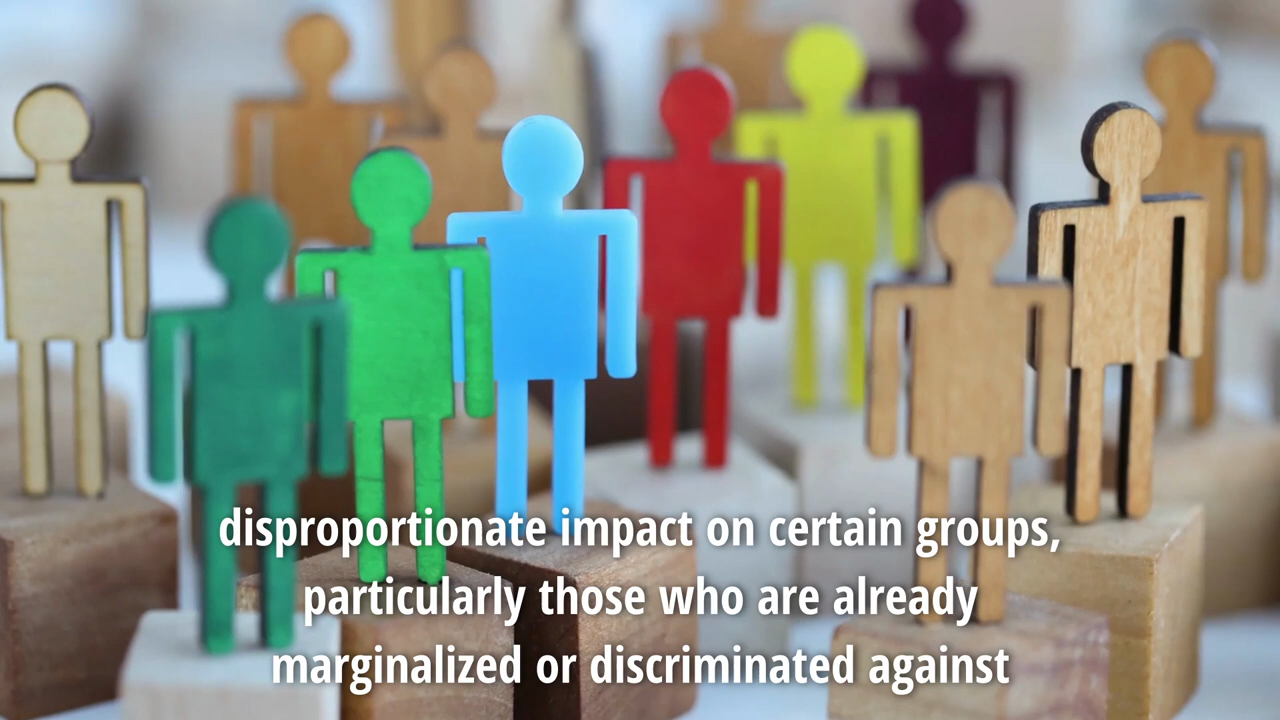 disproportionate impact on certain groups,
particularly those who are already
marginalized or discriminated against